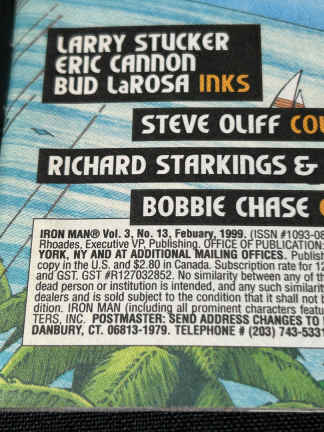 LARRY STUCKER
ERIC CANNON
BUD LaROSA INKS
STEVE OLIFF
RICHARD STARKINGS &
BOBBIE CHASE
IRON MAN® Vol. 3, No. 13, Febuary, 1999. (ISSN #1093-08
Rhoades, Executive VP, Publishing. OFFICE OF PUBLICATION:
YORK, NY AND AT ADDITIONAL MAILING OFFICES. Publish
copy in the U.S. and $2.80 in Canada. Subscription rate for 12
and GST. GST #R127032852. No similarity between any of th
dead person or institution is intended, and any such similarity
dealers and is sold subject to the condition that it shall not b
dition. IRON MAN (including all prominent characters featu
TERS, INC. POSTMASTER: SEND ADDRESS CHANGES TO
DANBURY, CT. 06813-1979. TELEPHONE # (203) 743-5331